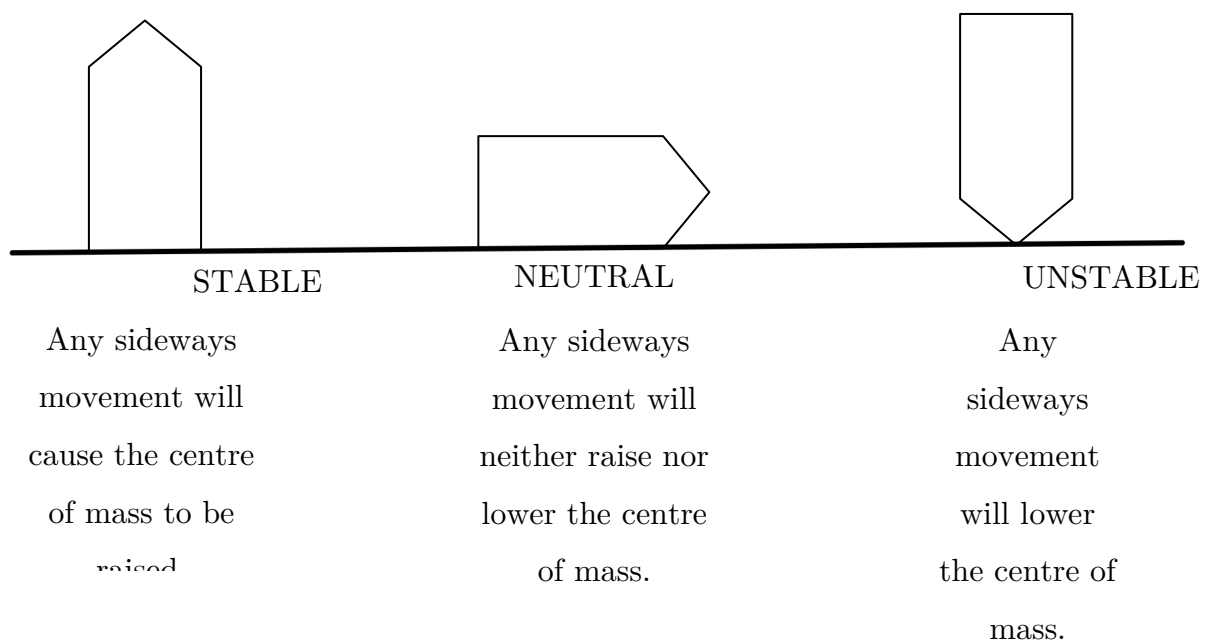 STABLE
Any sideways
movement will
cause the centre
of mass to be
raised
NEUTRAL
Any sideways
movement will
neither raise nor
lower the centre
of mass.
UNSTABLE
Any
sideways
movement
will lower
the centre of
mass.